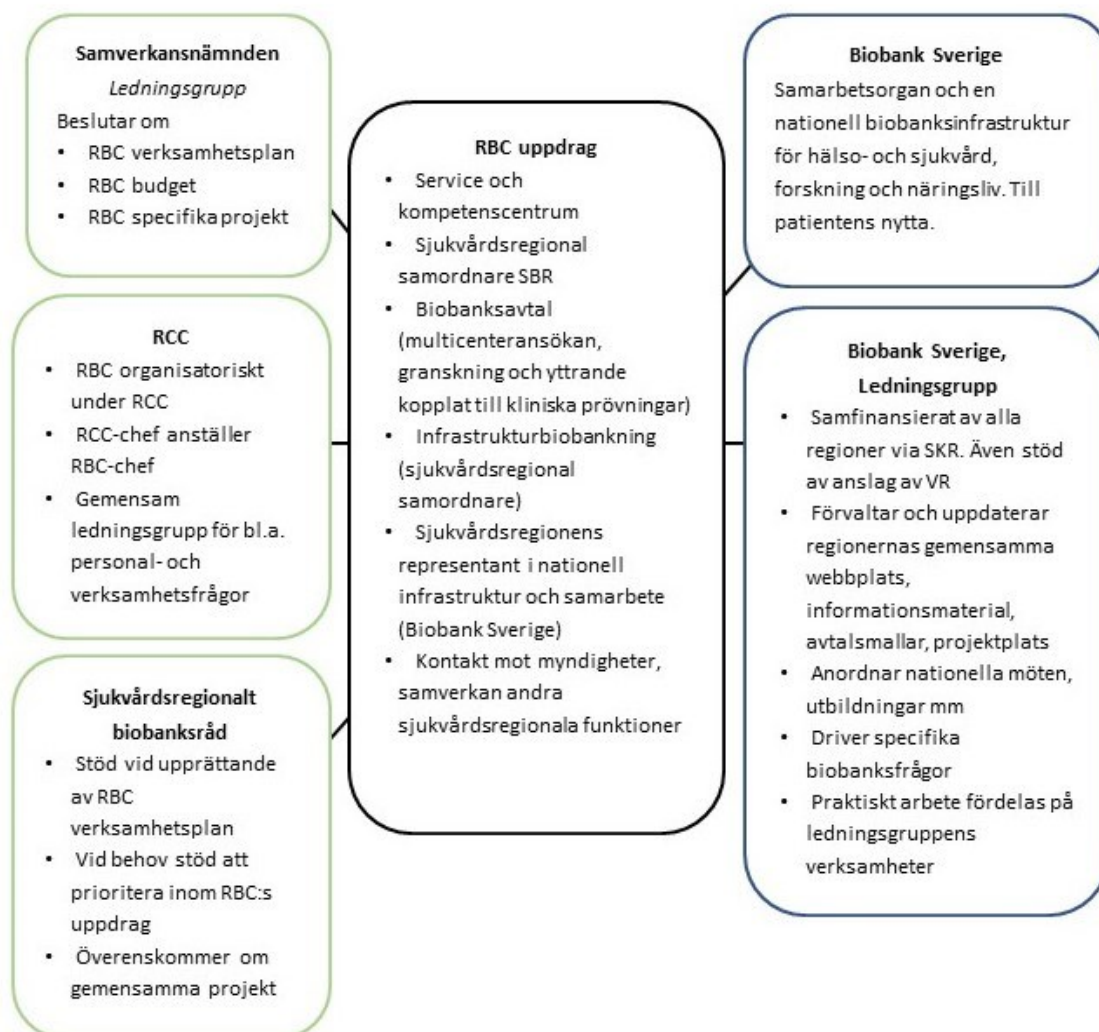 Samverkansnämnden
Ledningsgrupp
Beslutar om
• RBC verksamhetsplan
• RBC budget
• RBC specifika projekt
RCC
• RBC organisatoriskt
under RCC
• RCC-chef anställer
RBC-chef
• Gemensam
ledningsgrupp för bl.a.
personal- och
verksamhetsfrågor
Sjukvårdsregionalt
biobanksråd
• Stöd vid upprättande
av RBC
verksamhetsplan
• Vid behov stöd att
prioritera inom RBC:s
uppdrag
• Överenskommer om
gemensamma projekt
RBC uppdrag
• Service och
kompetenscentrum
• Sjukvårdsregional
samordnare SBR
• Biobanksavtal
(multicenteransökan,
granskning och yttrande
kopplat till kliniska prövningar)
• Infrastrukturbiobankning
(sjukvårdsregional
samordnare)
• Sjukvårdsregionens
representant i nationell
infrastruktur och samarbete
(Biobank Sverige)
• Kontakt mot myndigheter,
samverkan andra
sjukvårdsregionala funktioner
Biobank Sverige
Samarbetsorgan och en
nationell biobanksinfrastruktur
för hälso- och sjukvård,
forskning och näringsliv. Till
patientens nytta.
Biobank Sverige,
Ledningsgrupp
• Samfinansierat av alla
regioner via SKR. Även stöd
av anslag av VR
• Förvaltar och uppdaterar
regionernas gemensamma
webbplats,
informationsmaterial,
avtalsmallar, projektplats
• Anordnar nationella möten,
utbildningar mm
• Driver specifika
biobanksfrågor
• Praktiskt arbete fördelas på
ledningsgruppens
verksamheter